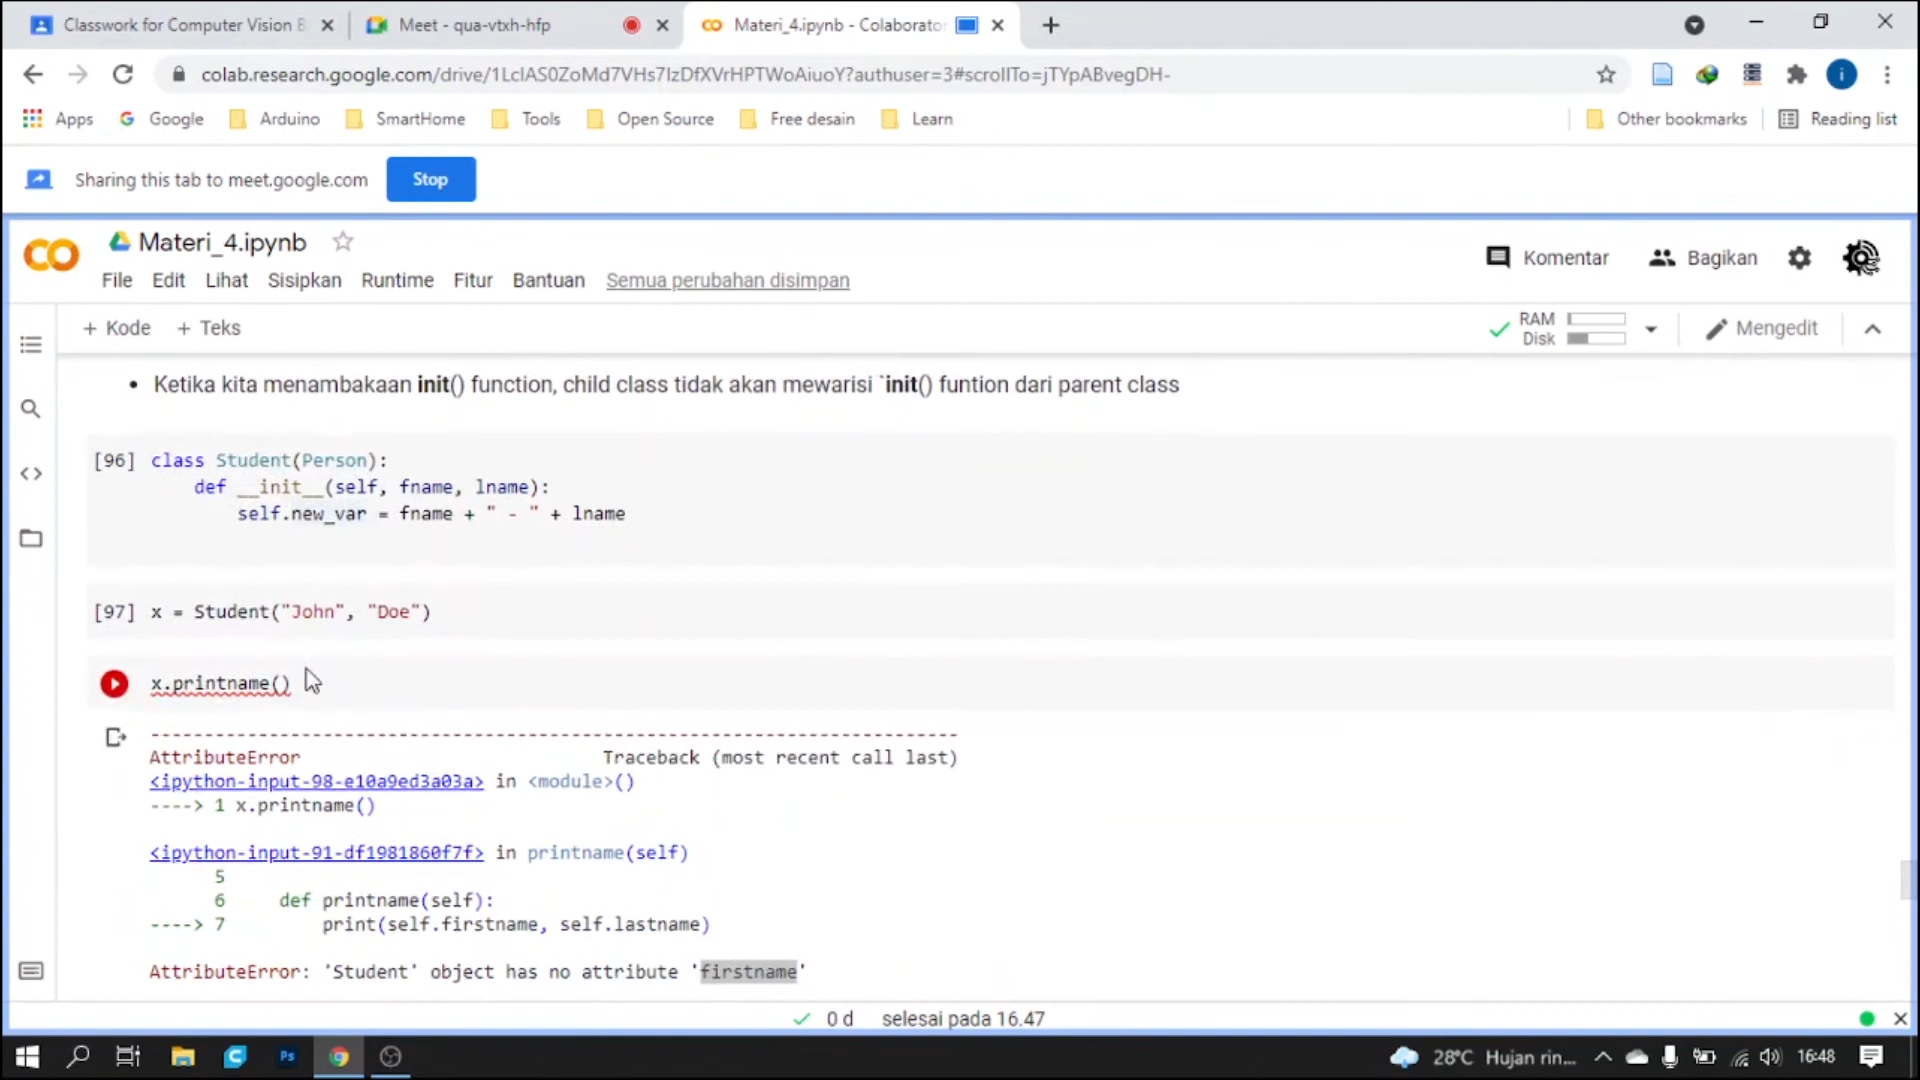 Classwork for Computer Vision B
Meet - qua-vtxh-hfp
Materi_4.ipynb - Colaborator
colab.research.google.com/drive/1LclAS0ZoMd7VHs7IzDfXVrHPTWoAiuoY?authuser=3#scrollTo=jTYpABvegDH-
i
Apps
Google
Arduino
SmartHome
Tools
Open Source
Free desain
Learn
Other bookmarks
Reading list
Sharing this tab to meet.google.com
Stop
Materi_4.ipynb
Komentar
Bagikan
File Edit Lihat Sisipkan Runtime Fitur Bantuan Semua perubahan disimpan
+ Kode + Teks
RAM
Disk
Mengedit
• Ketika kita menambakaan init() function, child class tidak akan mewarisi `init() funtion dari parent class
[96] class Student(Person):
def __init__(self, fname, lname):
self.new_var = fname + " - " + lname
[97] x = Student("John", "Doe")
x.printname()
---------------------------------------------------------------------------
AttributeError Traceback (most recent call last)
<ipython-input-98-e10a9ed3a03a> in <module>()
----> 1 x.printname()
<ipython-input-91-df1981860f7f> in printname(self)
5
6 def printname(self):
----> 7 print(self.firstname, self.lastname)
AttributeError: 'Student' object has no attribute 'firstname'
0 d selesai pada 16.47
Ps
28°C Hujan rin...
16:48